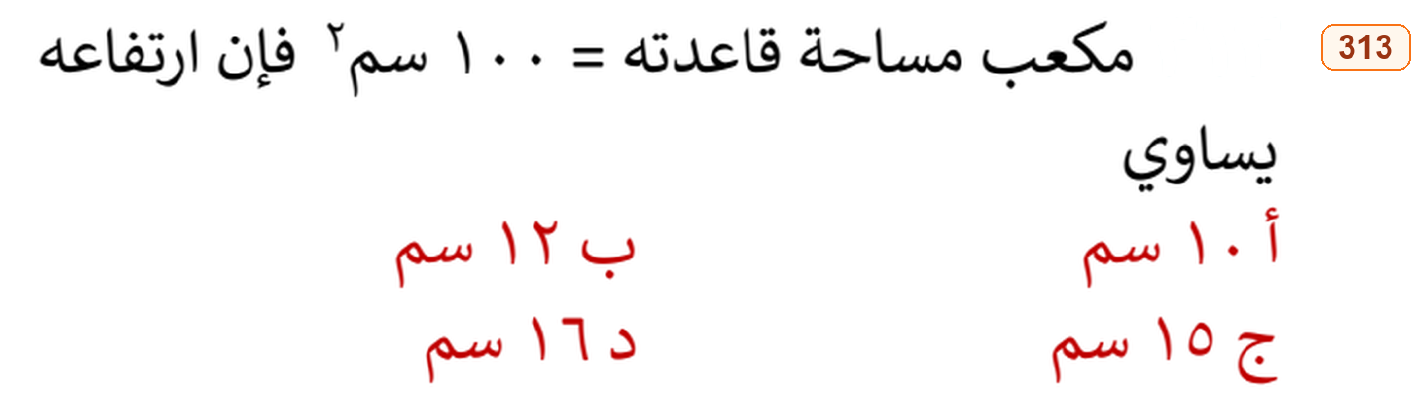 313
مكعب مساحة قاعدته = ١٠٠ سم٢ فإن ارتفاعه
يساوي
أ ١٠ سم ب ١٢ سم
ج ١٥ سم د ١٦ سم